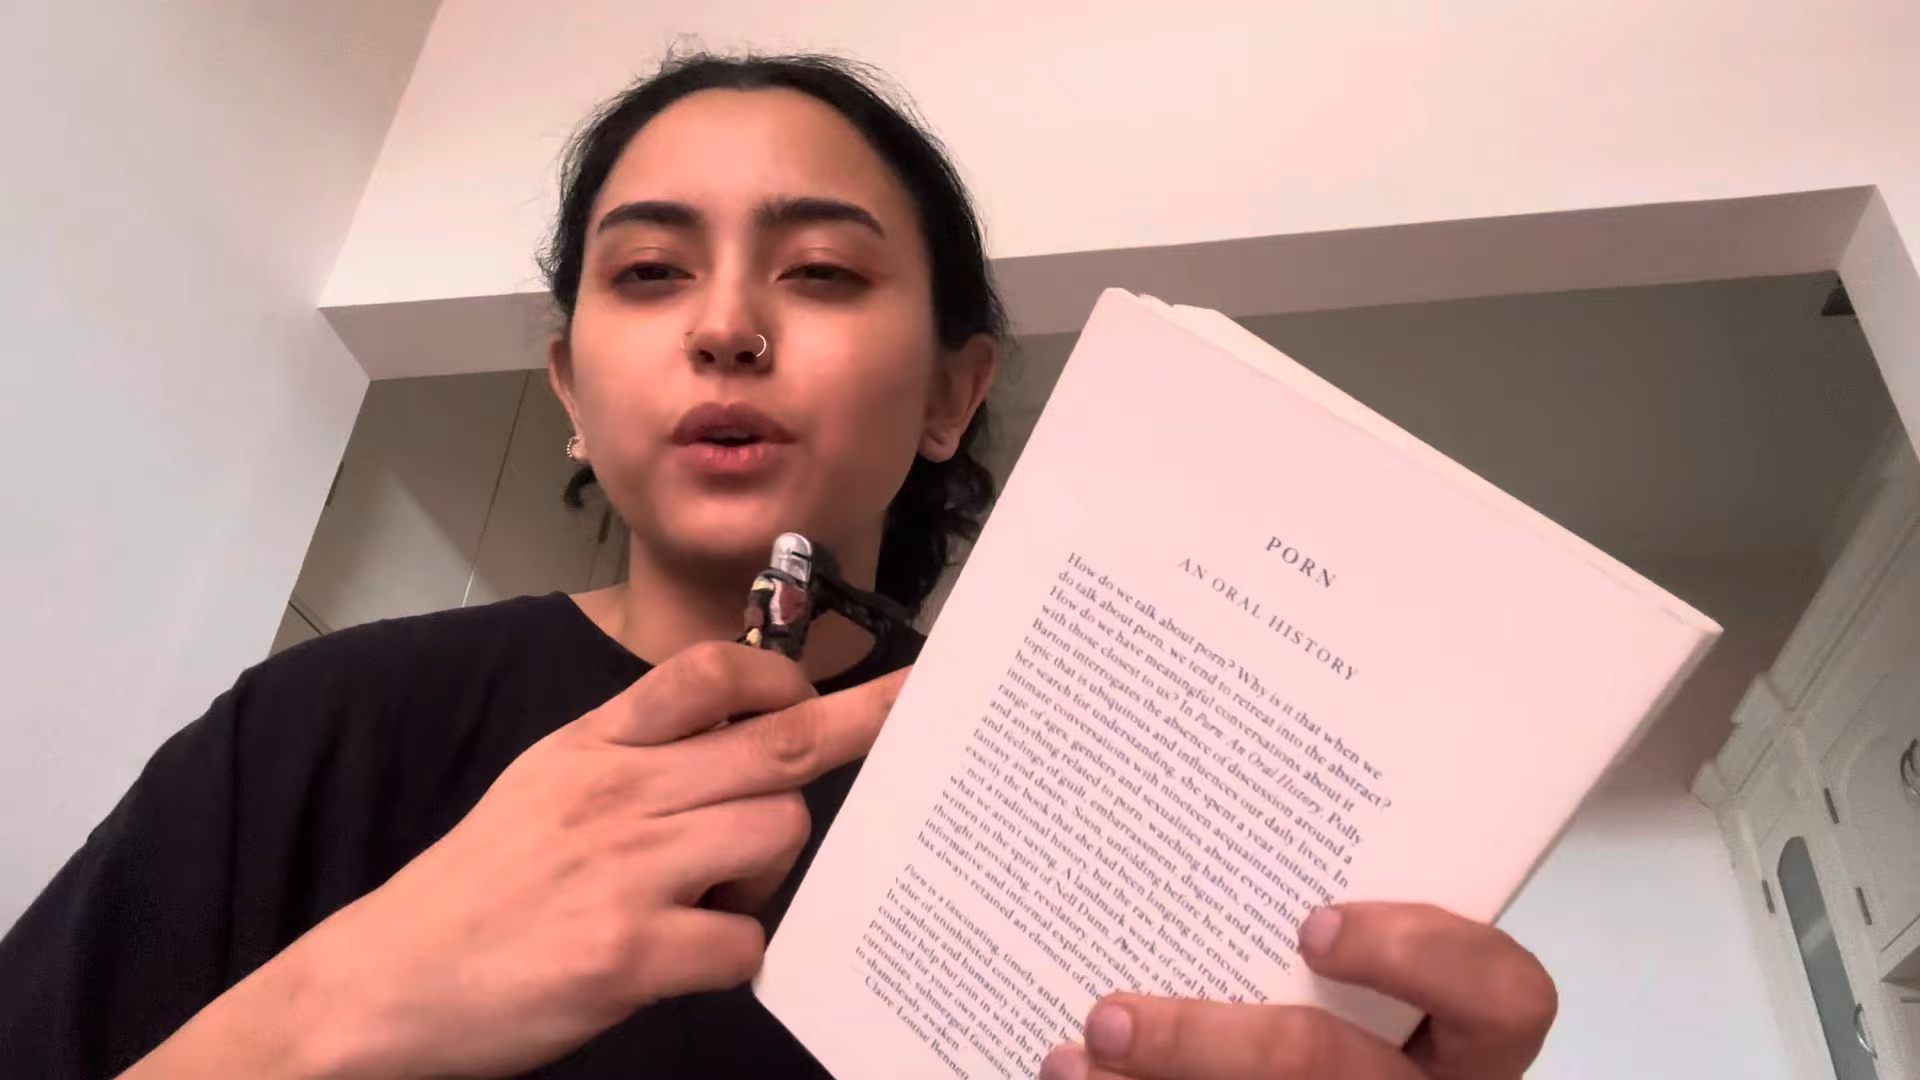 PORN
AN ORAL HISTORY
How do we talk about porn? Why is it that when we
do talk about porn, we tend to retreat into the abstract?
How do we have meaningful conversations about it
with those closest to us? In Porn: An Oral History, Polly
Barton interrogates the absence of discussion around a
topic that is ubiquitous and influences our daily lives. In
her search for understanding, she spent a year initiating
intimate conversations with nineteen acquaintances of a
range of ages, genders and sexualities about everything
and anything related to porn: watching habits, emotions
and feelings of guilt, embarrassment, disgust and shame,
fantasy and desire. Soon, unfolding before her, was
exactly the book that she had been longing to encounter
– not a traditional history, but the raw, honest truth
what we aren't saying. A landmark work of oral
written in the spirit of Nell Dunn, Porn is a
thought-provoking, revelatory, revealing,
informative and informal exploration of
has always retained an element of the
Porn is a fascinating, timely and
value of uninhibited conversation
Its candour and humanity is
couldn't help but join in with the
prepared for your own store of
curiosities, submerged fantasies
to shamelessly awaken
Claire-Louise Bennett